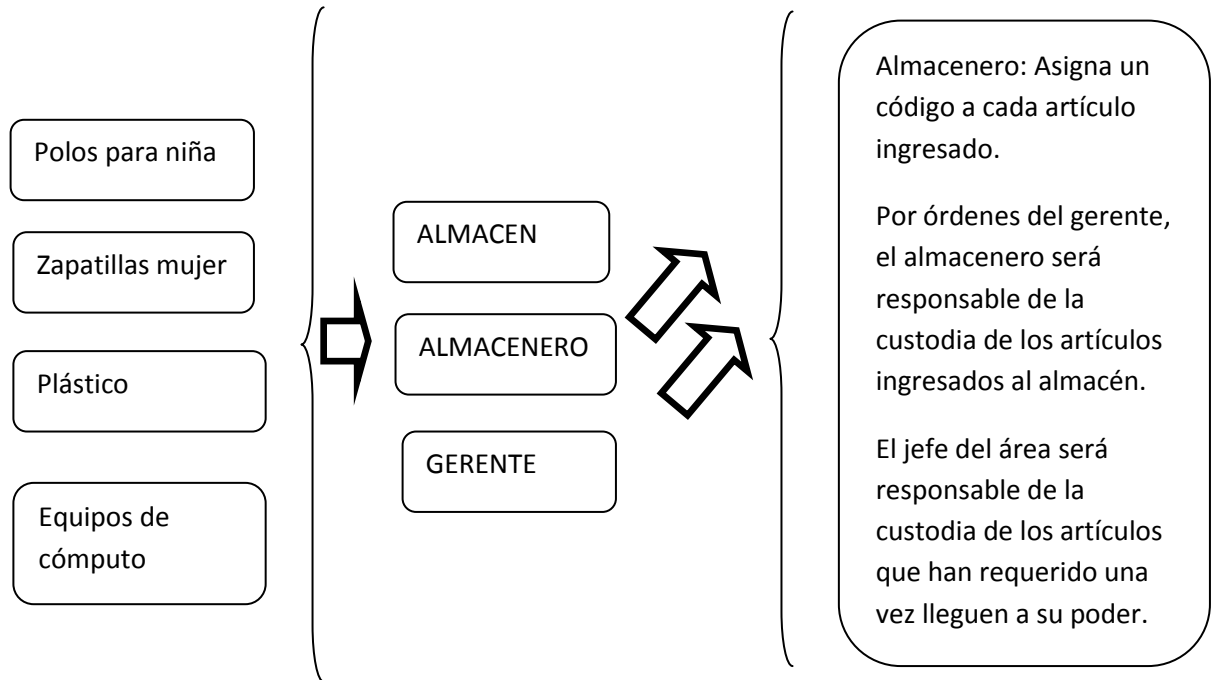 Polos para niña
Zapatillas mujer
Plástico
Equipos de
cómputo
ALMACEN
ALMACENERO
GERENTE
Almacenero: Asigna un
código a cada artículo
ingresado.
Por órdenes del gerente,
el almacenero será
responsable de la
custodia de los artículos
ingresados al almacén.
El jefe del área será
responsable de la
custodia de los artículos
que han requerido una
vez lleguen a su poder.